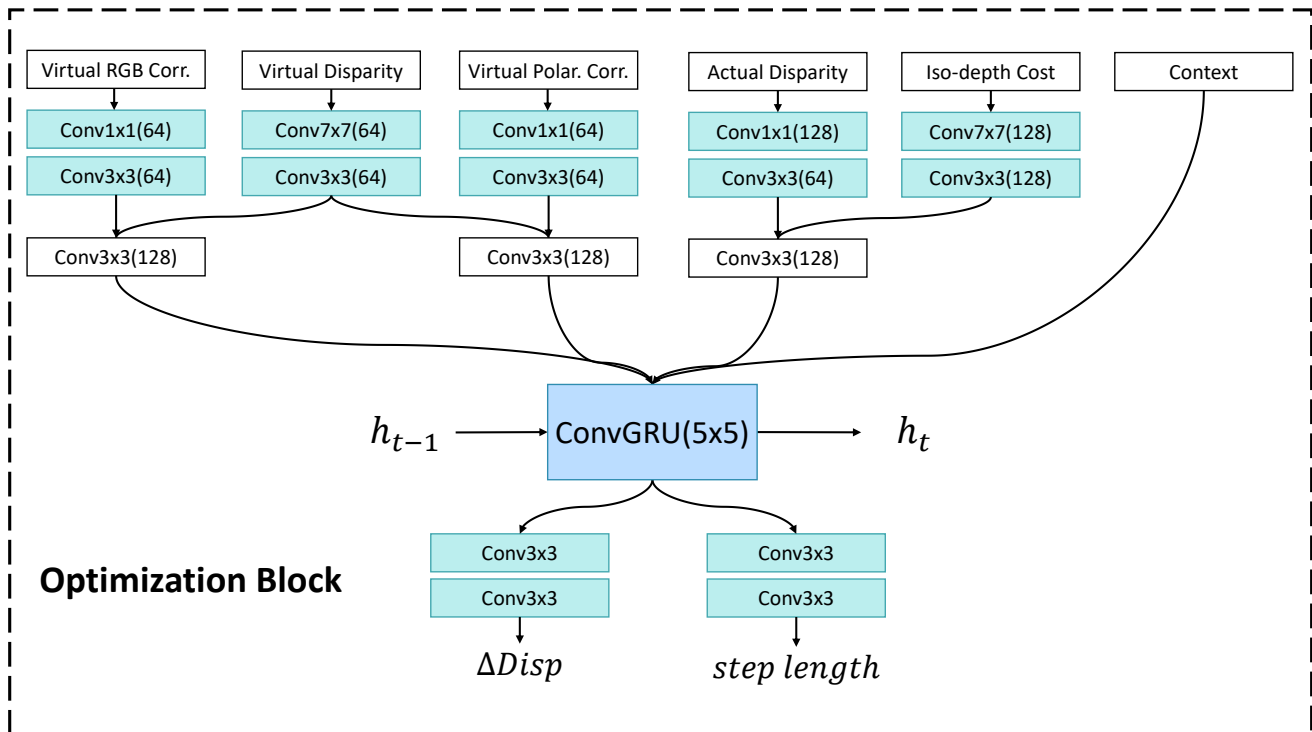 Virtual RGB Corr.
Virtual Disparity
Virtual Polar. Corr.
Actual Disparity
Iso-depth Cost
Context
Conv1x1(64)
Conv7x7(64)
Conv1x1(64)
Conv1x1(128)
Conv7x7(128)
Conv3x3(64)
Conv3x3(64)
Conv3x3(64)
Conv3x3(64)
Conv3x3(128)
Conv3x3(128)
Conv3x3(128)
Conv3x3(128)
h_{t−1}
ConvGRU(5x5)
h_t
Conv3x3
Conv3x3
Optimization Block
Conv3x3
Conv3x3
ΔDisp
step length